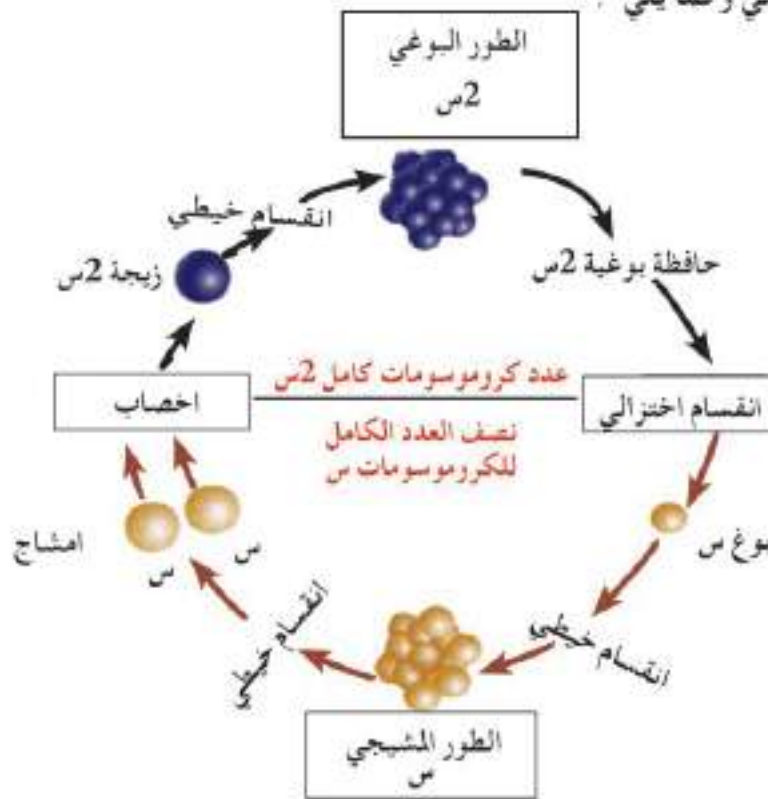 الطور البوغي
2س
انقسام خيطي
حافظة بوغية 2س
زيجة 2س
عدد كروموسومات كامل 2س
اخصاب
انقسام اختزالي
نصف العدد الكامل
للكروموسومات س
س
امشاج
س
س
انقسام خيطي
انقسام خيطي
الطور المشيجي
س